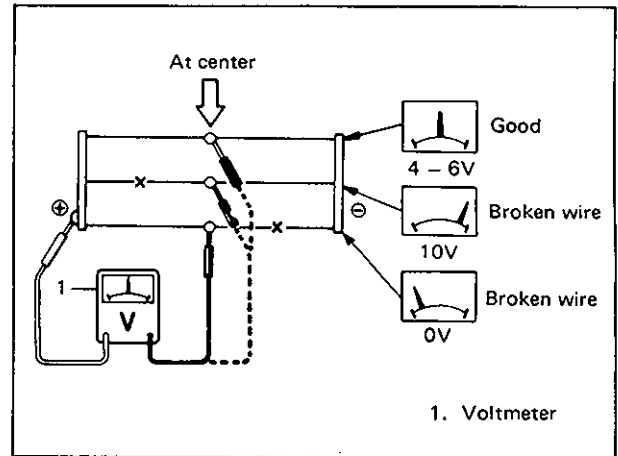 At center
Good
4 – 6V
⊕
⊖
Broken wire
10V
1
V
Broken wire
0V
1. Voltmeter